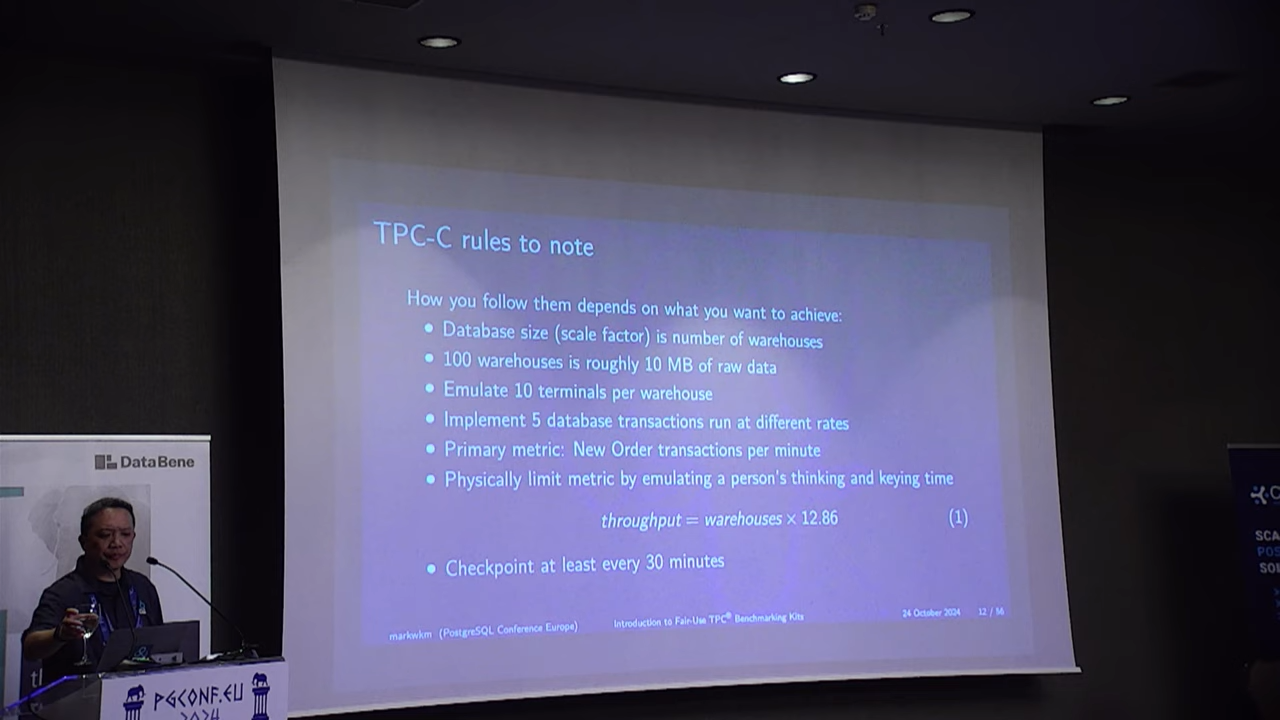 TPC-C rules to note
How you follow them depends on what you want to achieve:
• Database size (scale factor) is number of warehouses
• 100 warehouses is roughly 10 MB of raw data
• Emulate 10 terminals per warehouse
• Implement 5 database transactions run at different rates
• Primary metric: New Order transactions per minute
• Physically limit metric by emulating a person's thinking and keying time
throughput = warehouses × 12.86 (1)
• Checkpoint at least every 30 minutes
markwkm (PostgreSQL Conference Europe) Introduction to Fair-Use TPC® Benchmarking Kits 24 October 2024 12 / 56
DataBene
PGCONF.EU
2024